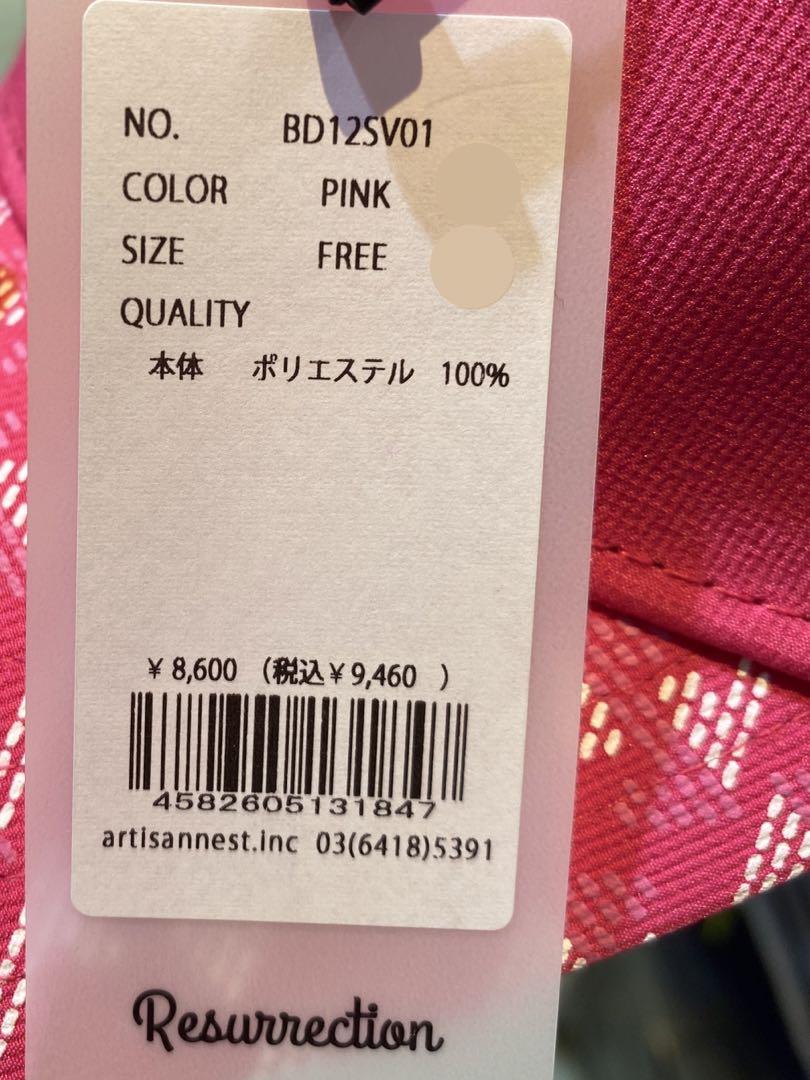 NO. BD12SV01
COLOR PINK
SIZE FREE
QUALITY
本体 ポリエステル 100%
¥ 8,600 (税込¥ 9,460 )
4582605131847
artisannest.inc 03(6418)5391
Resurrection